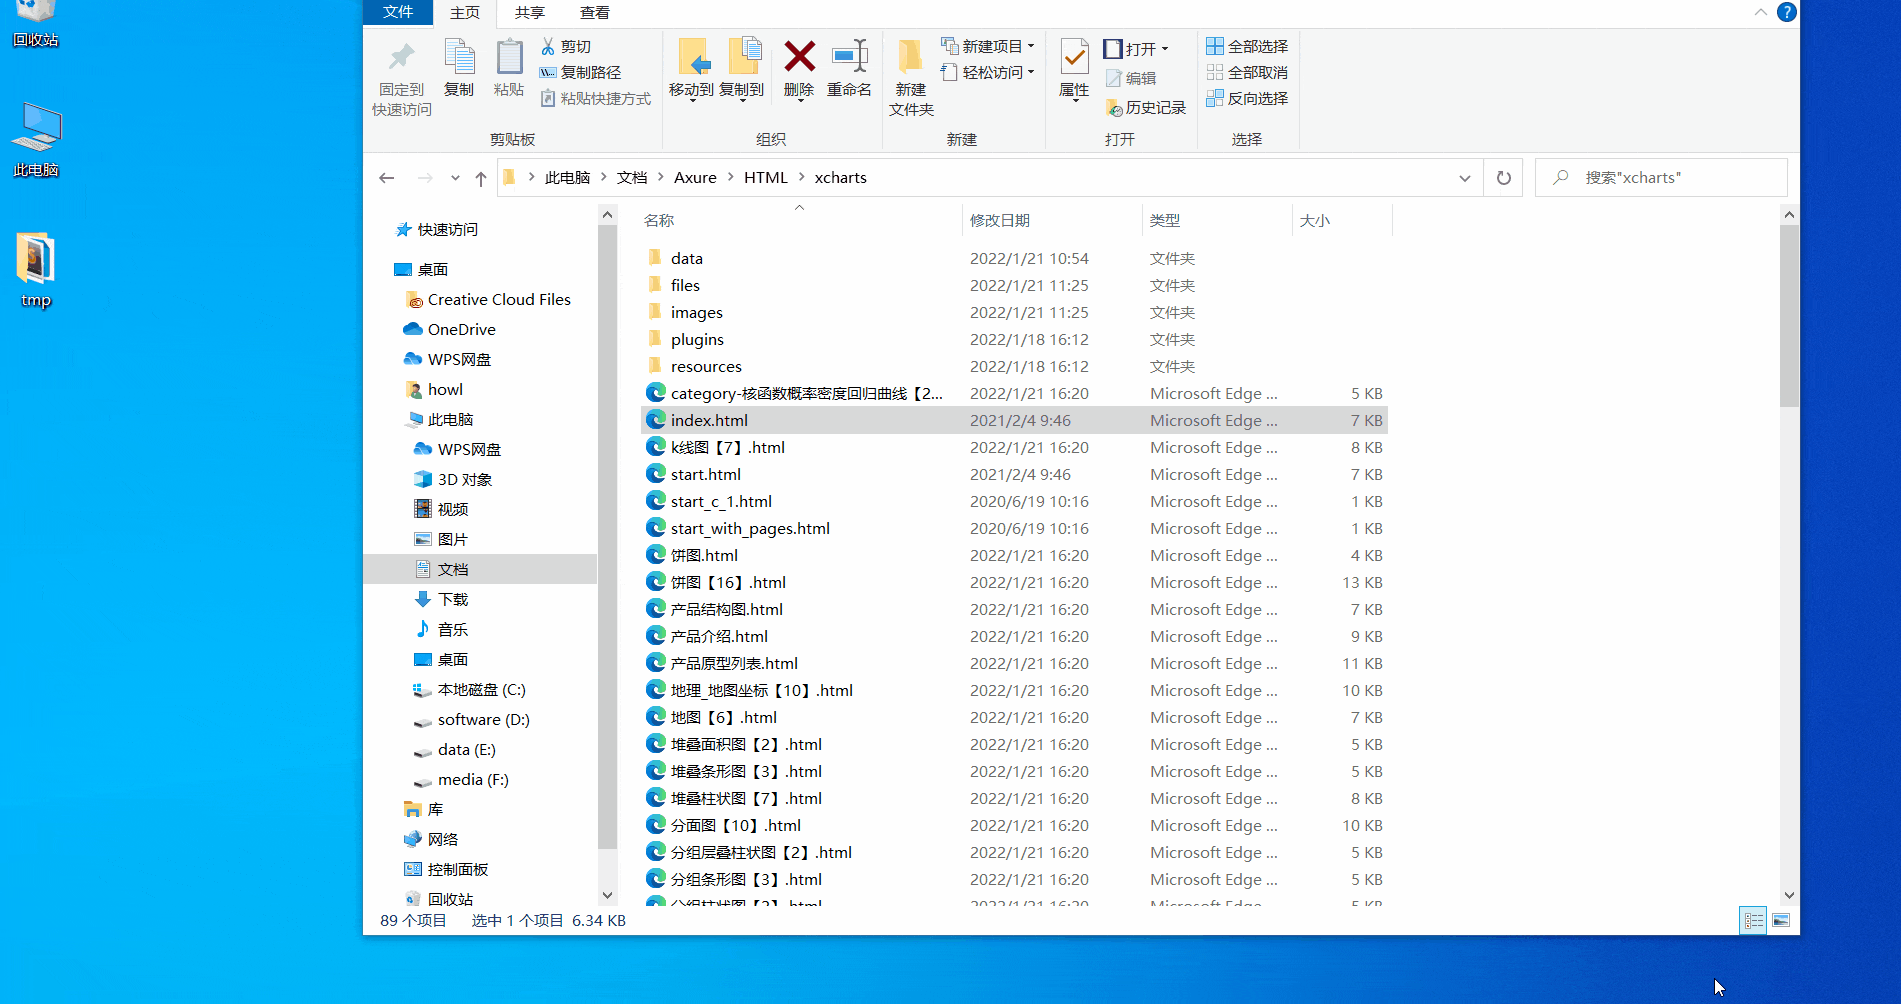 回收站
此电脑
tmp
文件 主页 共享 查看
固定到
快速访问
复制
粘贴
剪切
复制路径
粘贴快捷方式
剪贴板
移动到 复制到 删除 重命名
组织
新建
文件夹
新建项目
轻松访问
新建
属性
打开
编辑
历史记录
打开
全部选择
全部取消
反向选择
选择
此电脑 > 文档 > Axure > HTML > xcharts
搜索"xcharts"
快速访问
桌面
Creative Cloud Files
OneDrive
WPS网盘
howl
此电脑
WPS网盘
3D 对象
视频
图片
文档
下载
音乐
桌面
本地磁盘 (C:)
software (D:)
data (E:)
media (F:)
库
网络
控制面板
回收站
名称 修改日期 类型 大小
data 2022/1/21 10:54 文件夹
files 2022/1/21 11:25 文件夹
images 2022/1/21 11:25 文件夹
plugins 2022/1/18 16:12 文件夹
resources 2022/1/18 16:12 文件夹
category-核函数概率密度回归曲线【2... 2022/1/21 16:20 Microsoft Edge ... 5 KB
index.html 2021/2/4 9:46 Microsoft Edge ... 7 KB
k线图【7】.html 2022/1/21 16:20 Microsoft Edge ... 8 KB
start.html 2021/2/4 9:46 Microsoft Edge ... 7 KB
start_c_1.html 2020/6/19 10:16 Microsoft Edge ... 1 KB
start_with_pages.html 2020/6/19 10:16 Microsoft Edge ... 1 KB
饼图.html 2022/1/21 16:20 Microsoft Edge ... 4 KB
饼图【16】.html 2022/1/21 16:20 Microsoft Edge ... 13 KB
产品结构图.html 2022/1/21 16:20 Microsoft Edge ... 7 KB
产品介绍.html 2022/1/21 16:20 Microsoft Edge ... 9 KB
产品原型列表.html 2022/1/21 16:20 Microsoft Edge ... 11 KB
地理_地图坐标【10】.html 2022/1/21 16:20 Microsoft Edge ... 10 KB
地图【6】.html 2022/1/21 16:20 Microsoft Edge ... 7 KB
堆叠面积图【2】.html 2022/1/21 16:20 Microsoft Edge ... 5 KB
堆叠条形图【3】.html 2022/1/21 16:20 Microsoft Edge ... 5 KB
堆叠柱状图【7】.html 2022/1/21 16:20 Microsoft Edge ... 8 KB
分面图【10】.html 2022/1/21 16:20 Microsoft Edge ... 10 KB
分组层叠柱状图【2】.html 2022/1/21 16:20 Microsoft Edge ... 5 KB
分组条形图【3】.html 2022/1/21 16:20 Microsoft Edge ... 5 KB
89 个项目 选中 1 个项目 6.34 KB